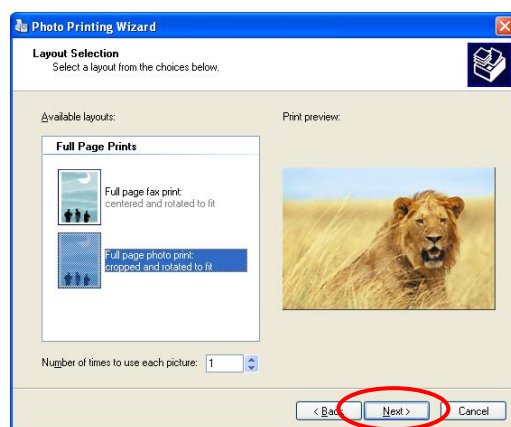 Photo Printing Wizard
Layout Selection
Select a layout from the choices below.
Available layouts:
Print preview:
Full Page Prints
Full page fax print:
centered and rotated to fit
Full page photo print:
cropped and rotated to fit
Number of times to use each picture: 1
< Back Next > Cancel